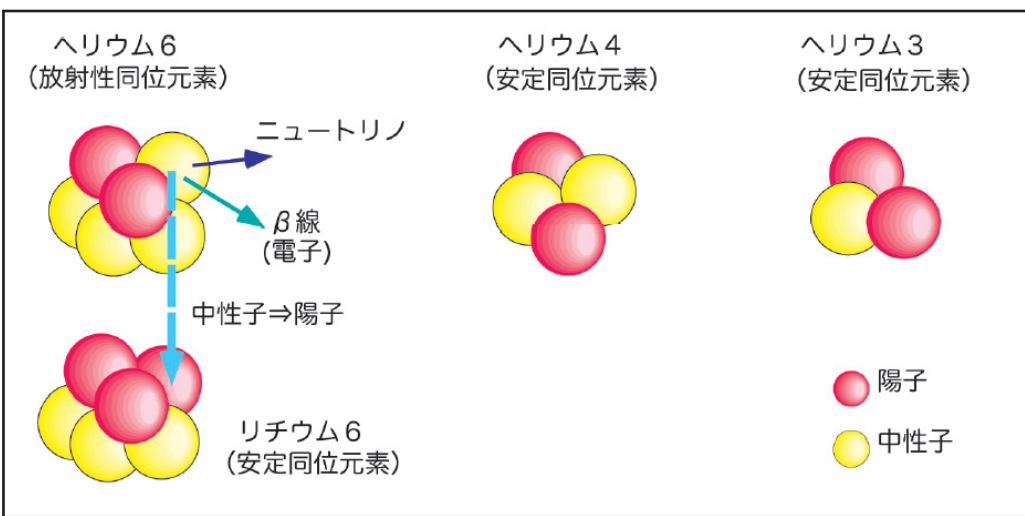 ヘリウム6
(放射性同位元素)
ヘリウム4
(安定同位元素)
ヘリウム3
(安定同位元素)
ニュートリノ
β線
(電子)
中性子⇒陽子
リチウム6
(安定同位元素)
陽子
中性子